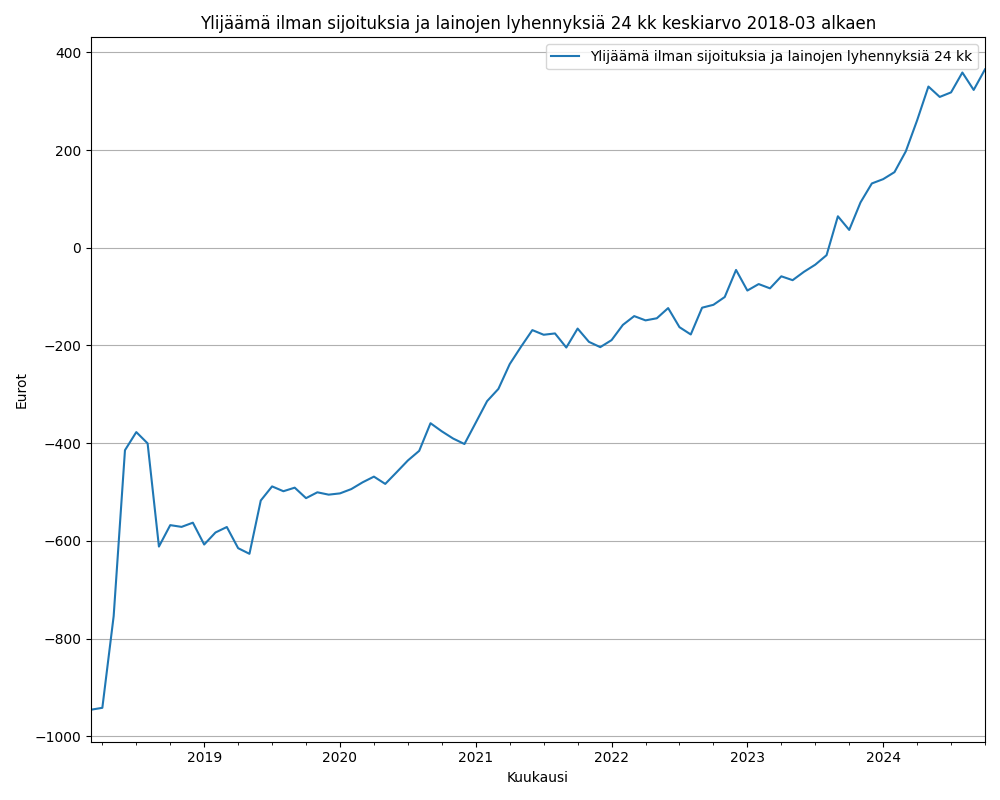 Ylijäämä ilman sijoituksia ja lainojen lyhennyksiä 24 kk keskiarvo 2018-03 alkaen
Ylijäämä ilman sijoituksia ja lainojen lyhennyksiä 24 kk
400
200
0
−200
−400
−600
−800
−1000
Eurot
2019 2020 2021 2022 2023 2024
Kuukausi